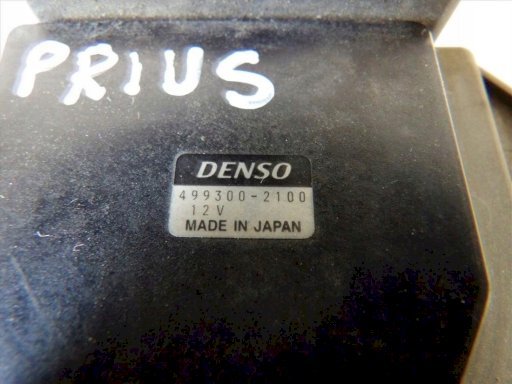 PRIUS
DENSO
499300-2100
12V
MADE IN JAPAN